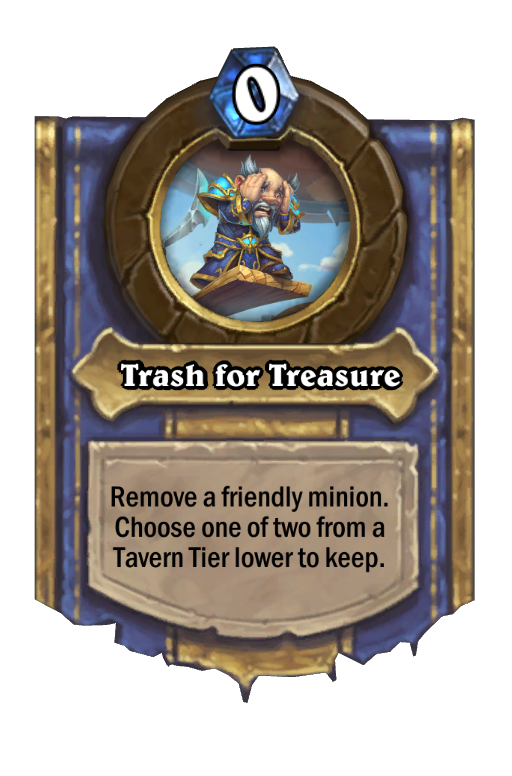 0
Trash for Treasure
Remove a friendly minion.
Choose one of two from a
Tavern Tier lower to keep.